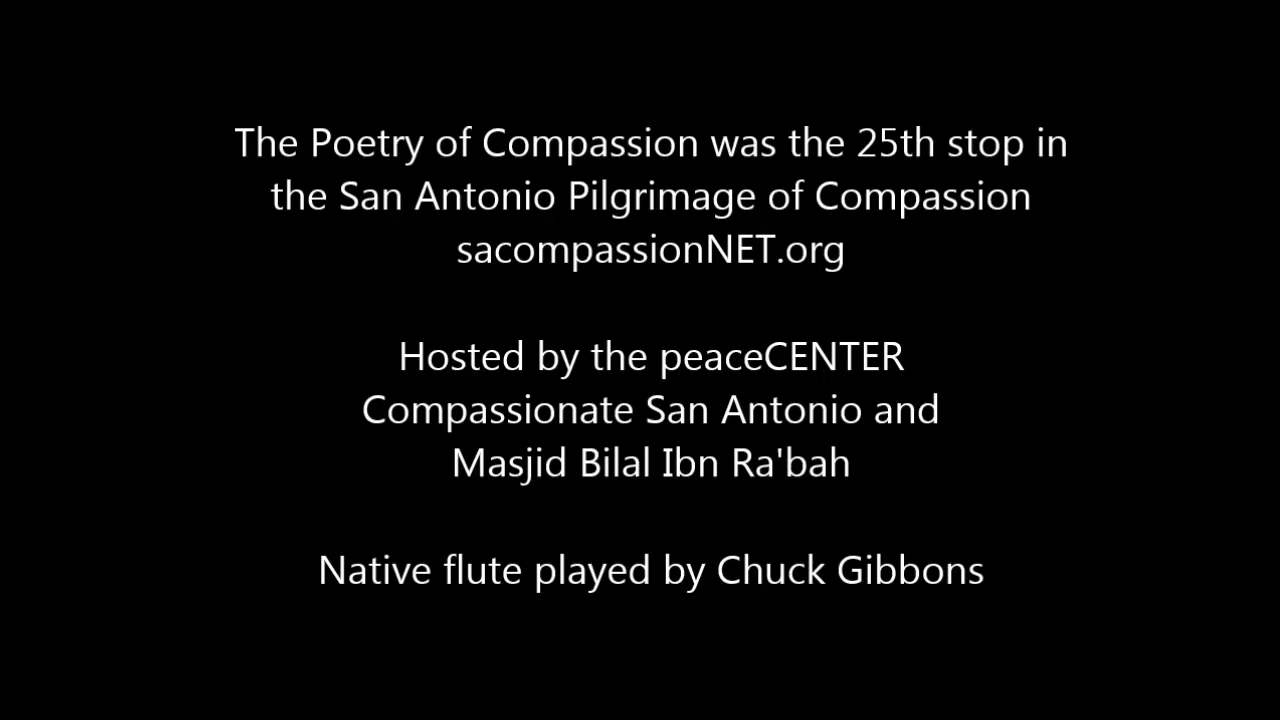 The Poetry of Compassion was the 25th stop in
the San Antonio Pilgrimage of Compassion
sacompassionNET.org
Hosted by the peaceCENTER
Compassionate San Antonio and
Masjid Bilal Ibn Ra'bah
Native flute played by Chuck Gibbons